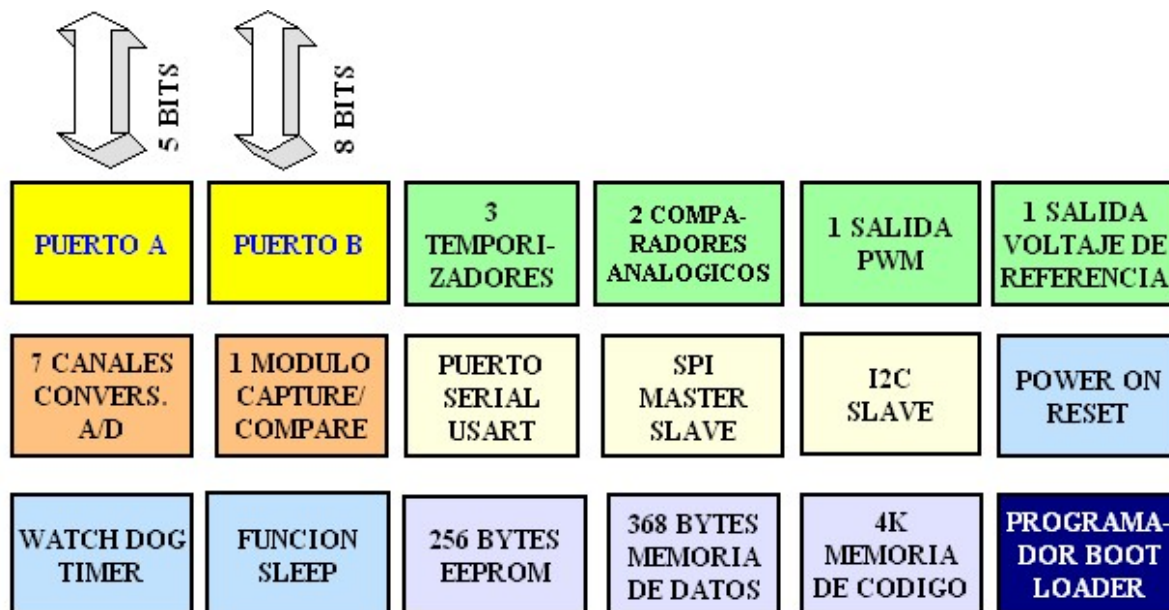 5 BITS
8 BITS
PUERTO A
PUERTO B
3
TEMPORI-
ZADORES
2 COMPA-
RADORES
ANALOGICOS
1 SALIDA
PWM
1 SALIDA
VOLTAJE DE
REFERENCIA
7 CANALES
CONVERS.
A/D
1 MODULO
CAPTURE/
COMPARE
PUERTO
SERIAL
USART
SPI
MASTER
SLAVE
I2C
SLAVE
POWER ON
RESET
WATCH DOG
TIMER
FUNCION
SLEEP
256 BYTES
EEPROM
368 BYTES
MEMORIA
DE DATOS
4K
MEMORIA
DE CODIGO
PROGRAMA-
DOR BOOT
LOADER